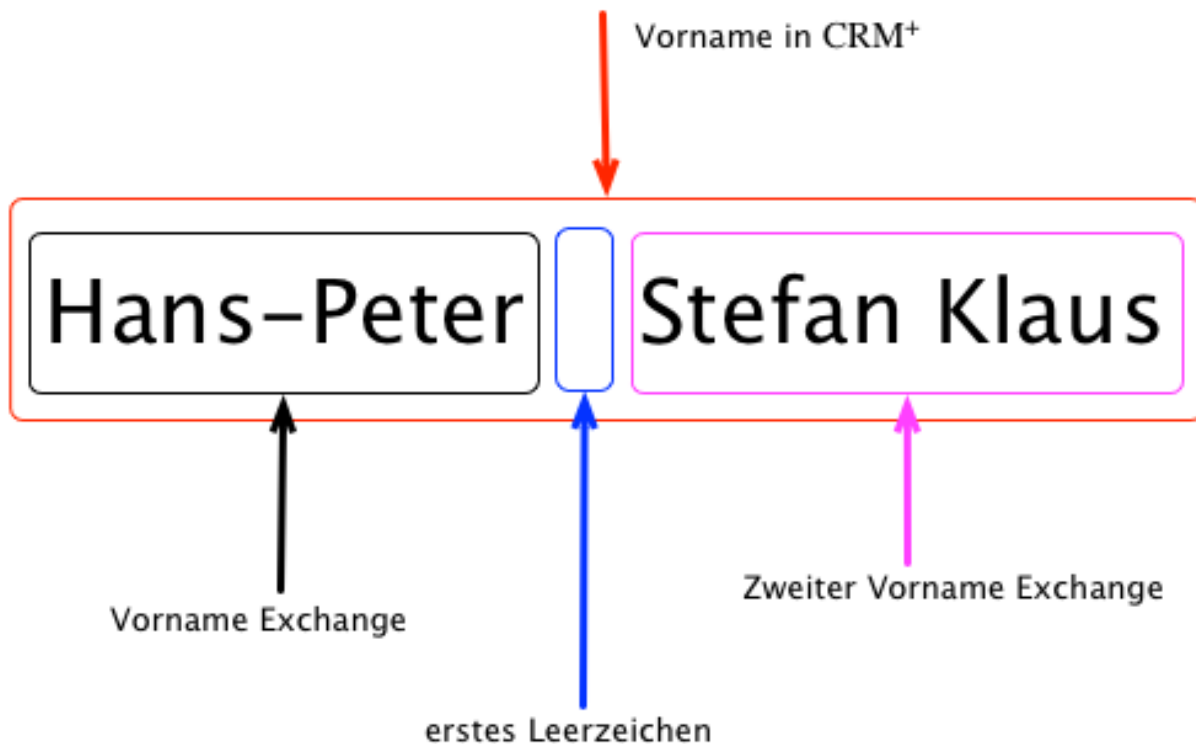 Vorname in CRM⁺
Hans-Peter Stefan Klaus
Vorname Exchange
Zweiter Vorname Exchange
erstes Leerzeichen